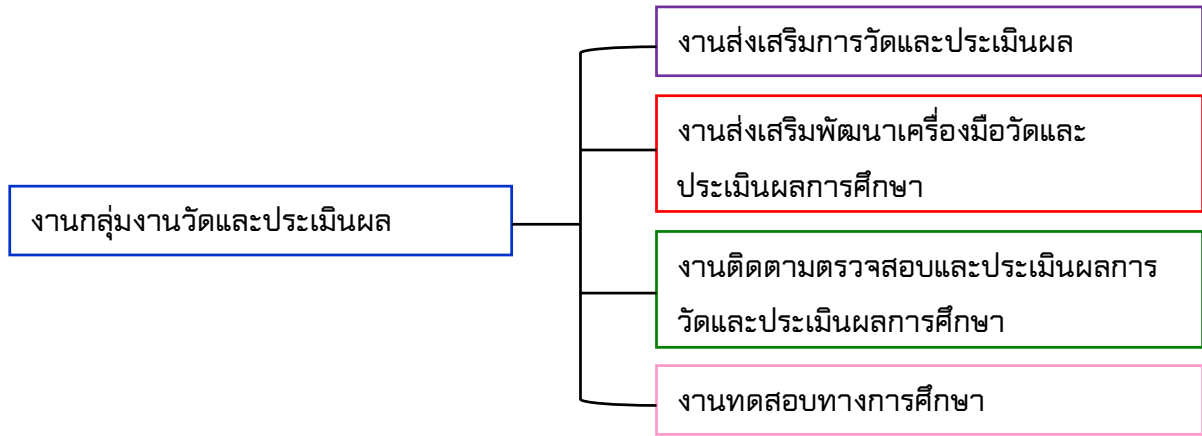 งานส่งเสริมการวัดและประเมินผล
งานส่งเสริมพัฒนาเครื่องมือวัดและ
ประเมินผลการศึกษา
งานกลุ่มงานวัดและประเมินผล
งานติดตามตรวจสอบและประเมินผลการ
วัดและประเมินผลการศึกษา
งานทดสอบทางการศึกษา